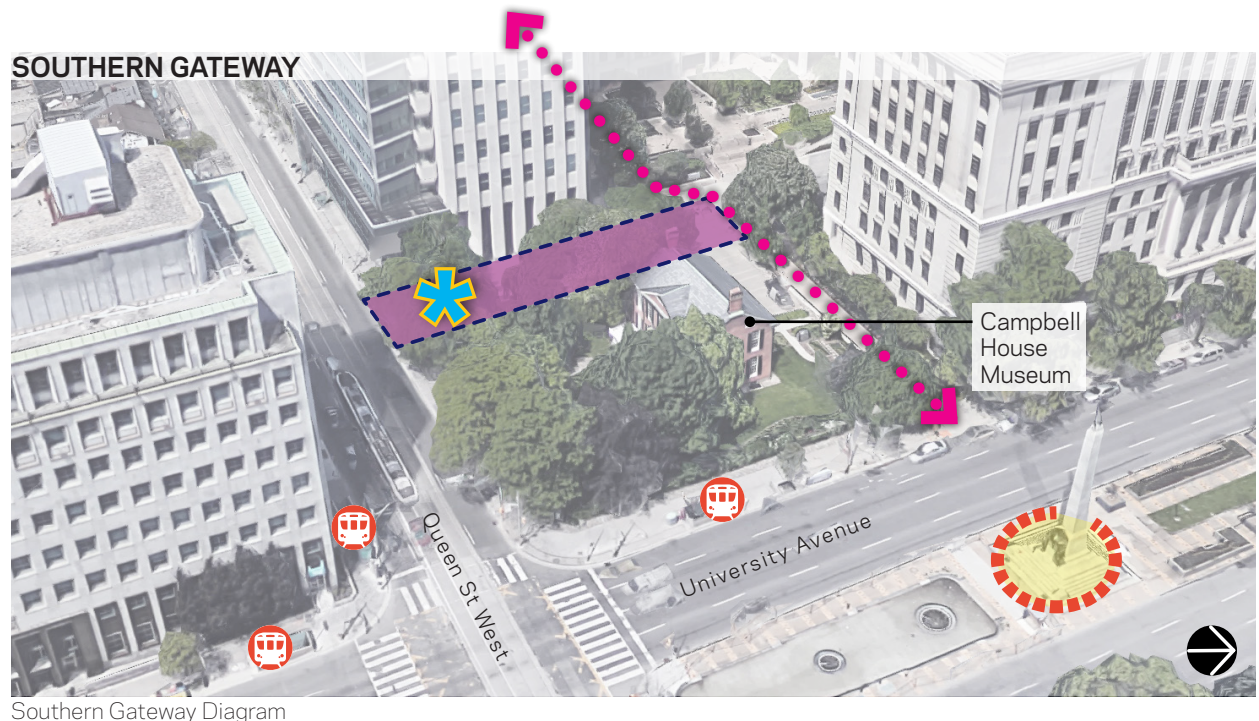 SOUTHERN GATEWAY
Campbell
House
Museum
Queen St West
University Avenue
Southern Gateway Diagram